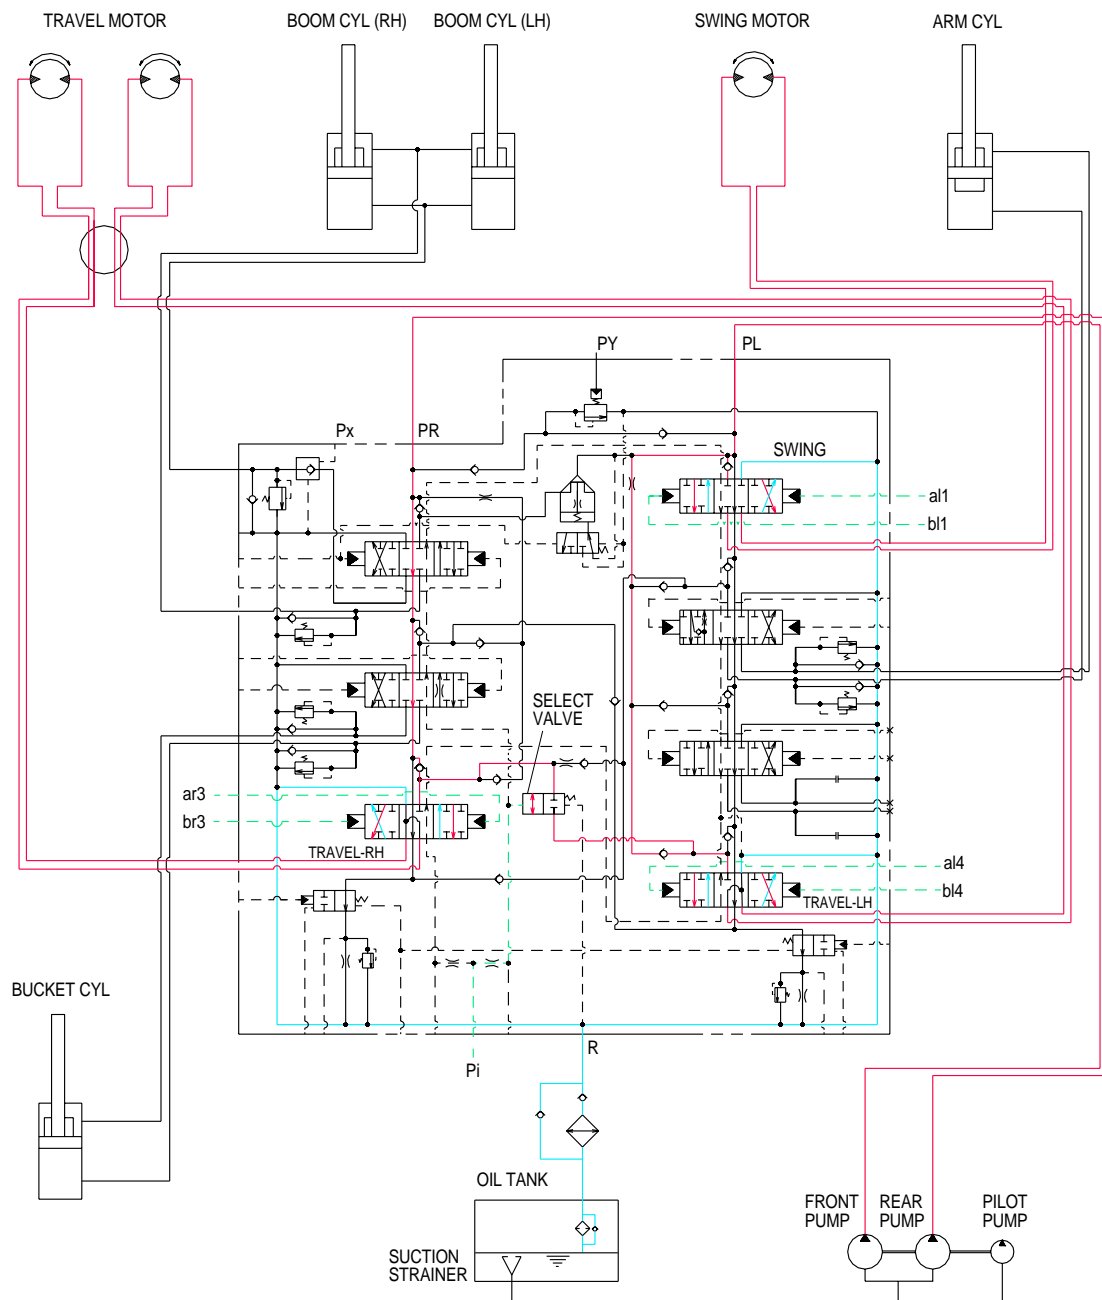 TRAVEL MOTOR
BOOM CYL (RH)
BOOM CYL (LH)
SWING MOTOR
ARM CYL
PY
PL
Px
PR
SWING
al1
bl1
SELECT
VALVE
ar3
br3
TRAVEL-RH
al4
bl4
TRAVEL-LH
BUCKET CYL
R
Pi
OIL TANK
SUCTION
STRAINER
FRONT
PUMP
REAR
PUMP
PILOT
PUMP